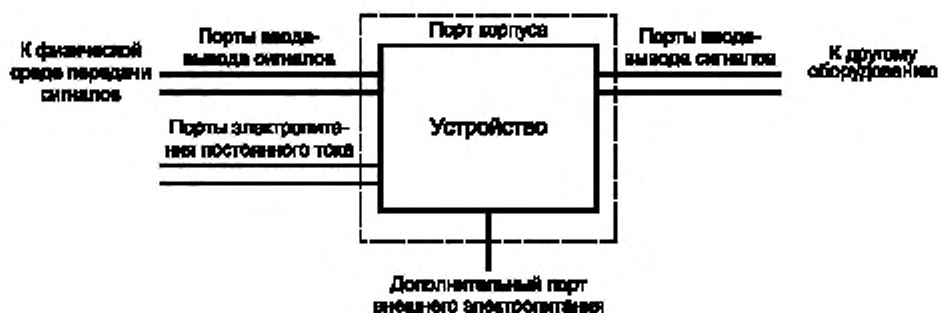 К физической
среде передачи
сигналов
Порты ввода-
вывода сигналов
Порт корпуса
Порты ввода-
вывода сигналов
К другому
оборудованию
Порты электропита-
ния постоянного тока
Устройство
Дополнительный порт
внешнего электропитания